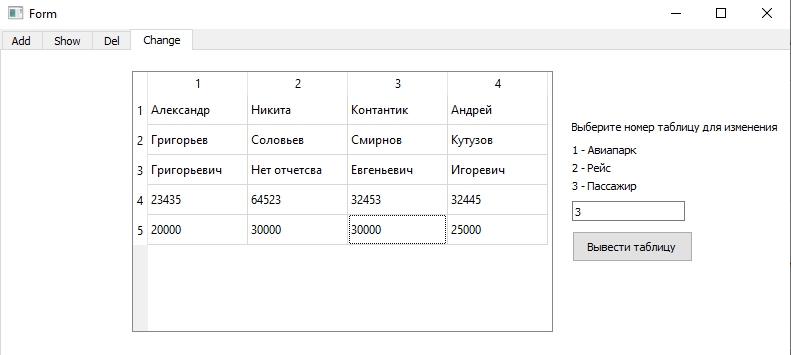 Form
Add Show Del Change
1 2 3 4
1 Александр Никита Контантик Андрей
2 Григорьев Соловьев Смирнов Кутузов
3 Григорьевич Нет отчетсва Евгеньевич Игоревич
4 23435 64523 32453 32445
5 20000 30000 30000 25000
Выберите номер таблицу для изменения
1 - Авиапарк
2 - Рейс
3 - Пассажир
3
Вывести таблицу